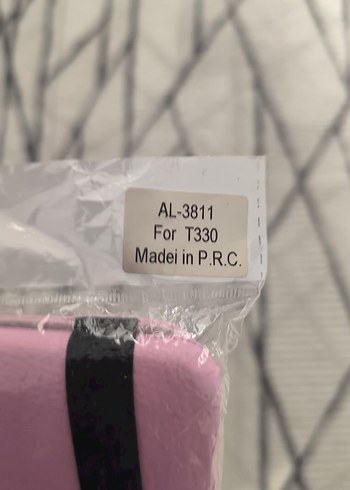 AL-3811
For T330
Madei in P.R.C.